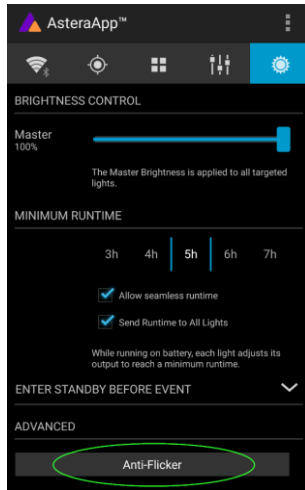 AsteraApp™
BRIGHTNESS CONTROL
Master
100%
The Master Brightness is applied to all targeted
lights.
MINIMUM RUNTIME
3h 4h 5h 6h 7h
Allow seamless runtime
Send Runtime to All Lights
While running on battery, each light adjusts its
output to reach a minimum runtime.
ENTER STANDBY BEFORE EVENT
ADVANCED
Anti-Flicker